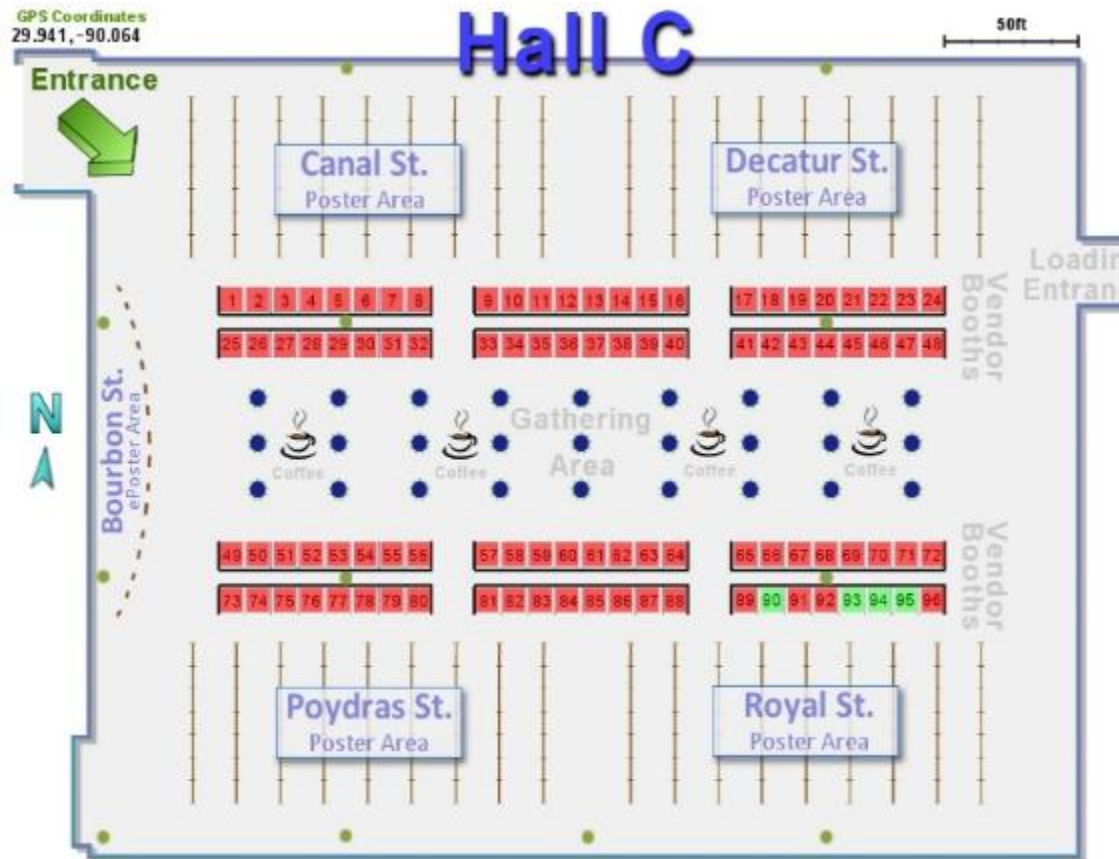 GPS Coordinates
29.941,-90.064
Hall C
50ft
Entrance
Canal St.
Poster Area
Decatur St.
Poster Area
Loadin
Entran
Vendor
Booths
1 2 3 4 5 6 7 8 9 10 11 12 13 14 15 16 17 18 19 20 21 22 23 24
25 26 27 28 29 30 31 32 33 34 35 36 37 38 39 40 41 42 43 44 45 46 47 48
N
Bourbon St.
ePoster Area
Gathering
Area
Coffee
Coffee
Coffee
Coffee
Vendor
Booths
49 50 51 52 53 54 55 56 57 58 59 60 61 62 63 64 65 66 67 68 69 70 71 72
73 74 75 76 77 78 79 80 81 82 83 84 85 86 87 88 89 90 91 92 93 94 95 96
Poydras St.
Poster Area
Royal St.
Poster Area